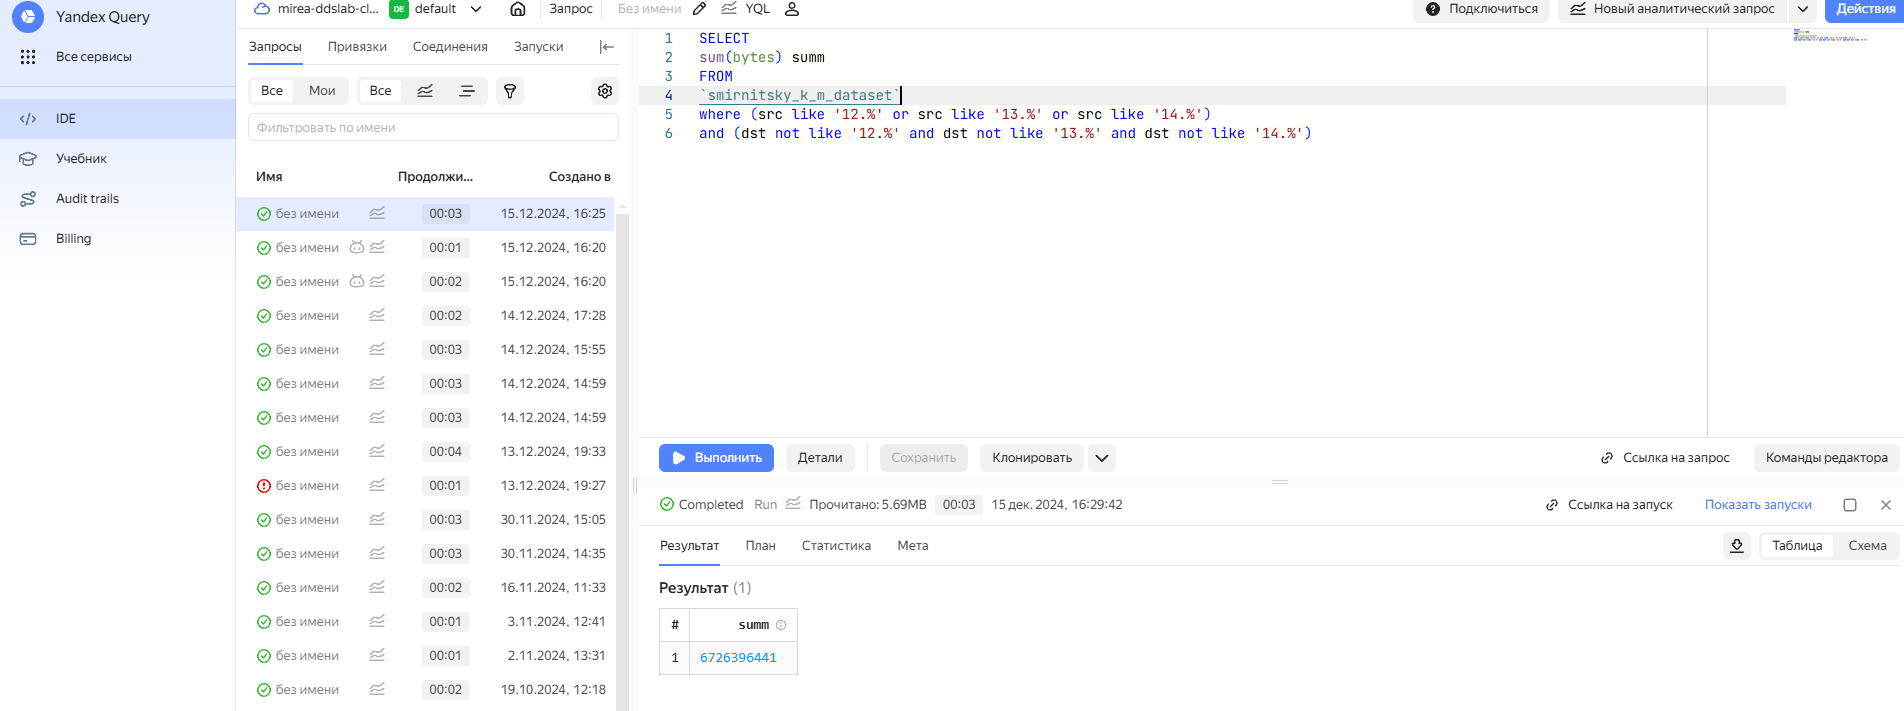 Yandex Query
Все сервисы
IDE
Учебник
Audit trails
Billing
mirea-ddslab-cl...
DE
default
Запрос
Без имени
YQL
Подключиться
Новый аналитический запрос
Действия
Запросы
Привязки
Соединения
Запуски
Все
Мои
Все
Фильтровать по имени
Имя Продолжи... Создано в
без имени 00:03 15.12.2024, 16:25
без имени 00:01 15.12.2024, 16:20
без имени 00:02 15.12.2024, 16:20
без имени 00:02 14.12.2024, 17:28
без имени 00:03 14.12.2024, 15:55
без имени 00:03 14.12.2024, 14:59
без имени 00:03 14.12.2024, 14:59
без имени 00:04 13.12.2024, 19:33
без имени 00:01 13.12.2024, 19:27
без имени 00:03 30.11.2024, 15:05
без имени 00:03 30.11.2024, 14:35
без имени 00:02 16.11.2024, 11:33
без имени 00:01 3.11.2024, 12:41
без имени 00:01 2.11.2024, 13:31
без имени 00:02 19.10.2024, 12:18
1 SELECT
2 sum(bytes) summ
3 FROM
4 `smirnitsky_k_m_dataset`
5 where (src like '12.%' or src like '13.%' or src like '14.%')
6 and (dst not like '12.%' and dst not like '13.%' and dst not like '14.%')
Выполнить
Детали
Сохранить
Клонировать
Ссылка на запрос
Команды редактора
Completed Run Прочитано: 5.69MB 00:03 15 дек. 2024, 16:29:42
Ссылка на запуск
Показать запуски
Результат
План
Статистика
Мета
Таблица
Схема
Результат (1)
# summ
1 6726396441